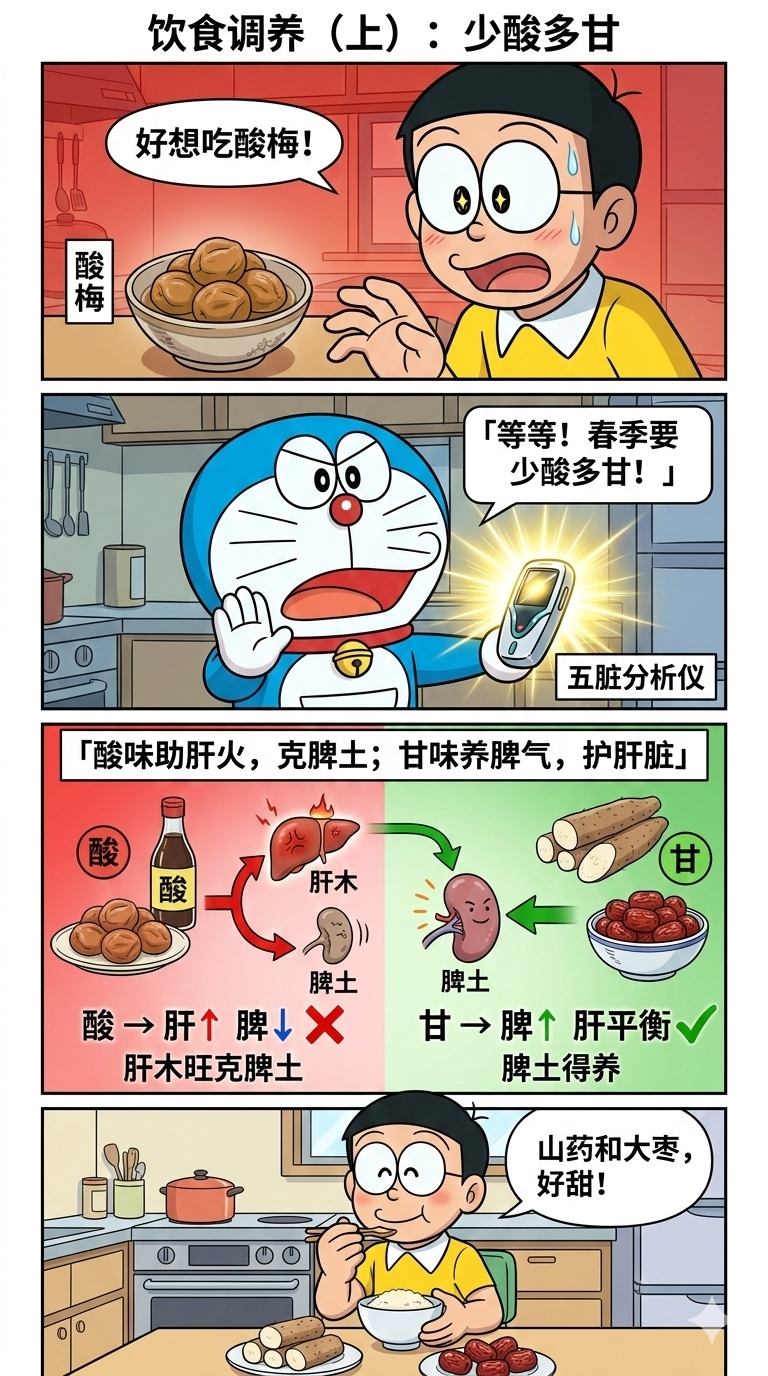 饮食调养（上）：少酸多甘
好想吃酸梅！
酸梅
「等等！春季要
少酸多甘！」
五脏分析仪
「酸味助肝火，克脾土；甘味养脾气，护肝脏」
酸
酸
肝木
脾土
酸 → 肝↑ 脾↓ ❌
肝木旺克脾土
甘
脾土
甘 → 脾↑ 肝平衡 ✓
脾土得养
山药和大枣，
好甜！